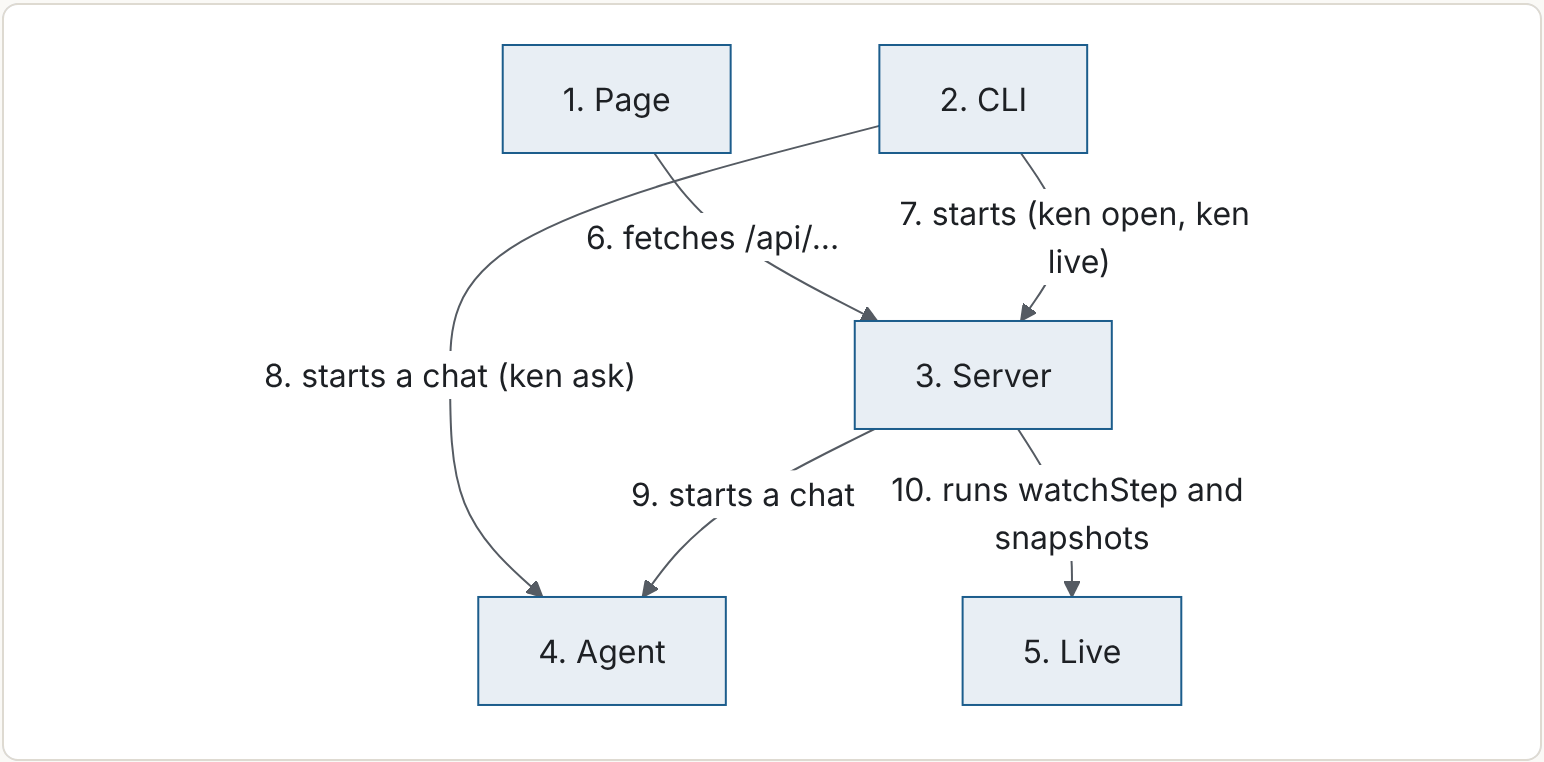 1. Page
2. CLI
7. starts (ken open, ken
live)
6. fetches /api/...
8. starts a chat (ken ask)
3. Server
9. starts a chat
10. runs watchStep and
snapshots
4. Agent
5. Live